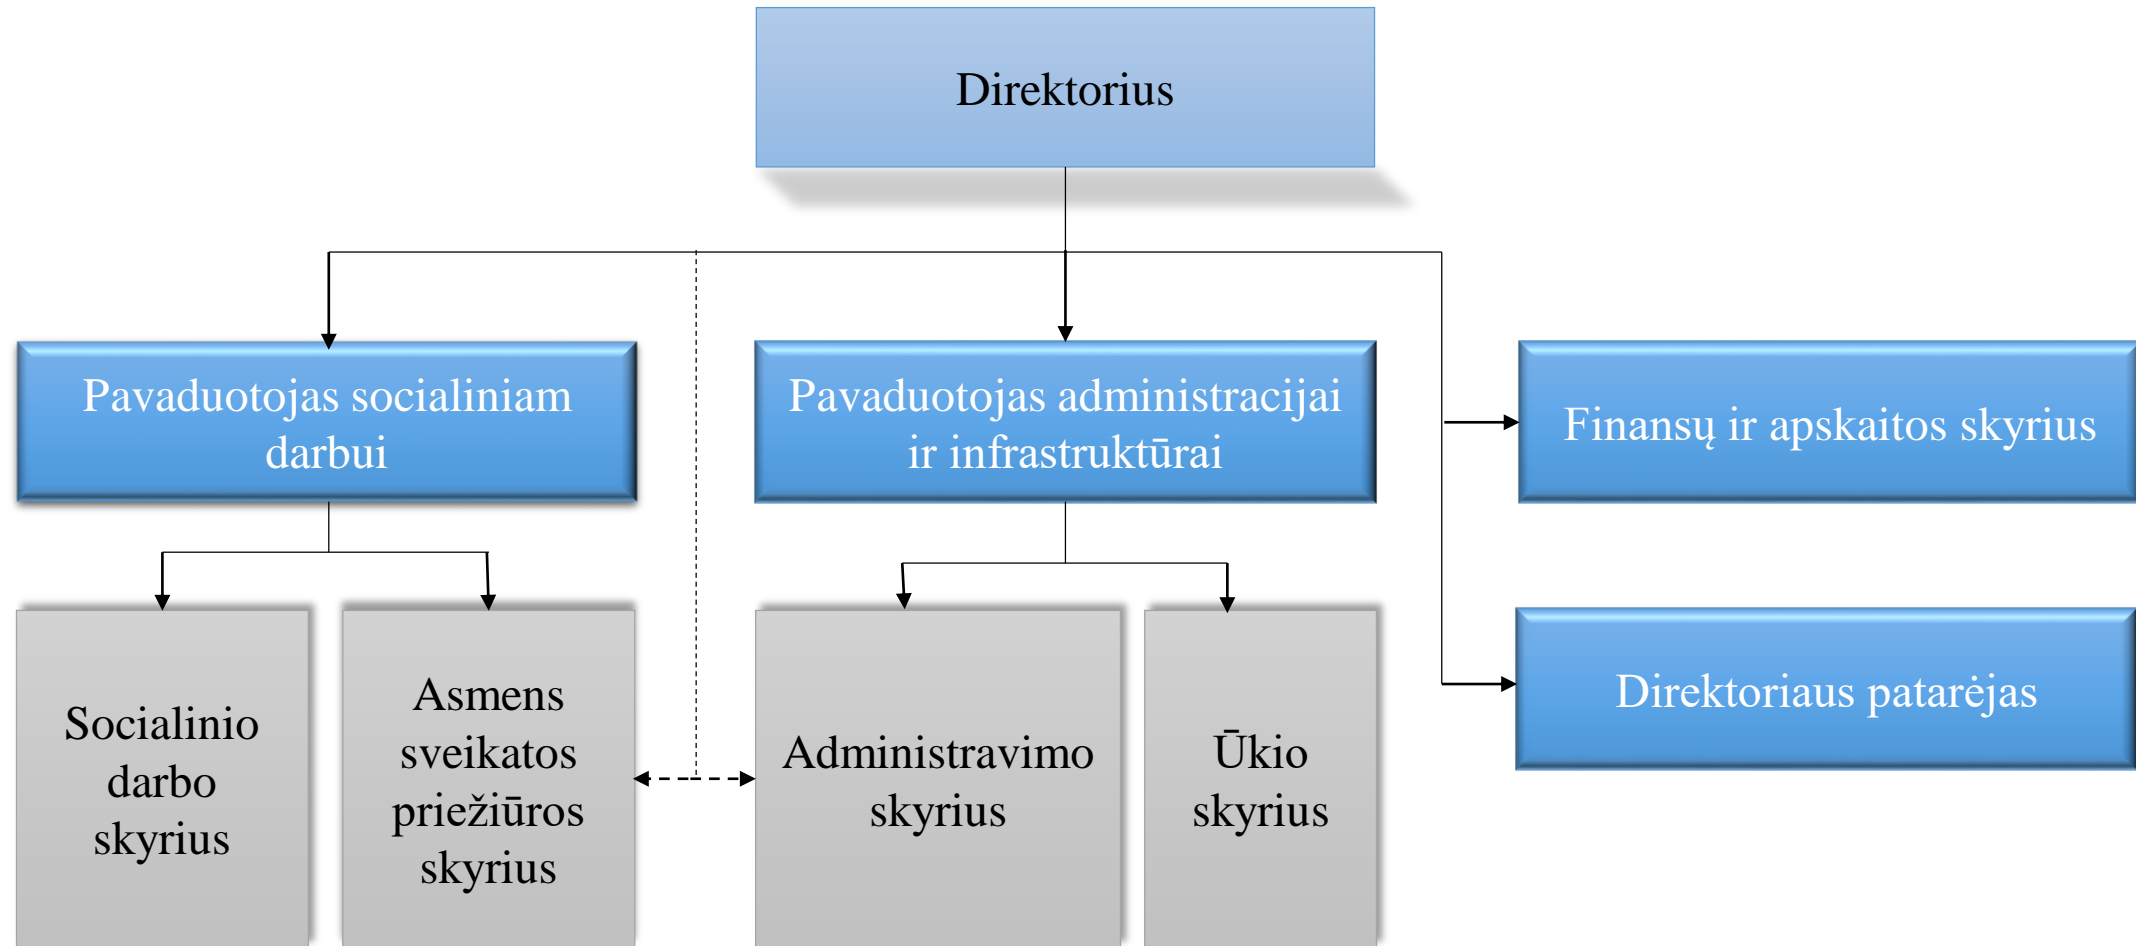 Direktorius
Pavaduotojas socialiniam
darbui
Pavaduotojas administracijai
ir infrastruktūrai
Finansų ir apskaitos skyrius
Direktoriaus patarėjas
Socialinio
darbo
skyrius
Asmens
sveikatos
priežiūros
skyrius
Administravimo
skyrius
Ūkio
skyrius